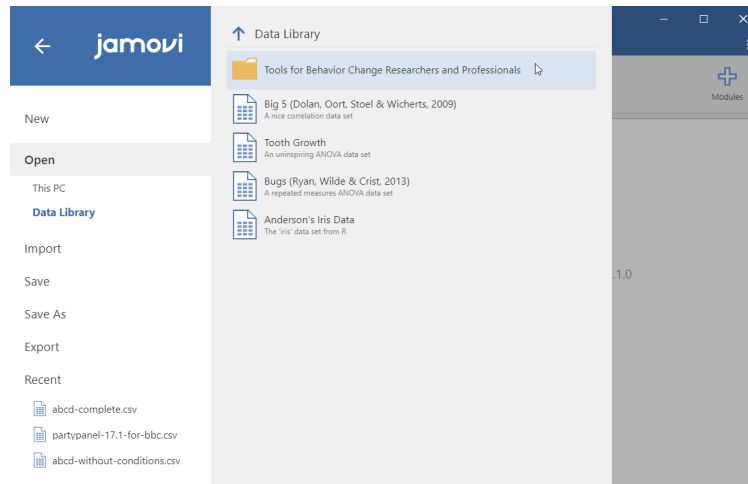 jamovi
New
Open
This PC
Data Library
Import
Save
Save As
Export
Recent
abcd-complete.csv
partypanel-17.1-for-bbc.csv
abcd-without-conditions.csv
Data Library
Tools for Behavior Change Researchers and Professionals
Big 5 (Dolan, Oort, Stoel & Wicherts, 2009)
A nice correlation data set
Tooth Growth
An uninspiring ANOVA data set
Bugs (Ryan, Wilde & Crist, 2013)
A repeated measures ANOVA data set
Anderson's Iris Data
The 'iris' data set from R
Modules
.1.0